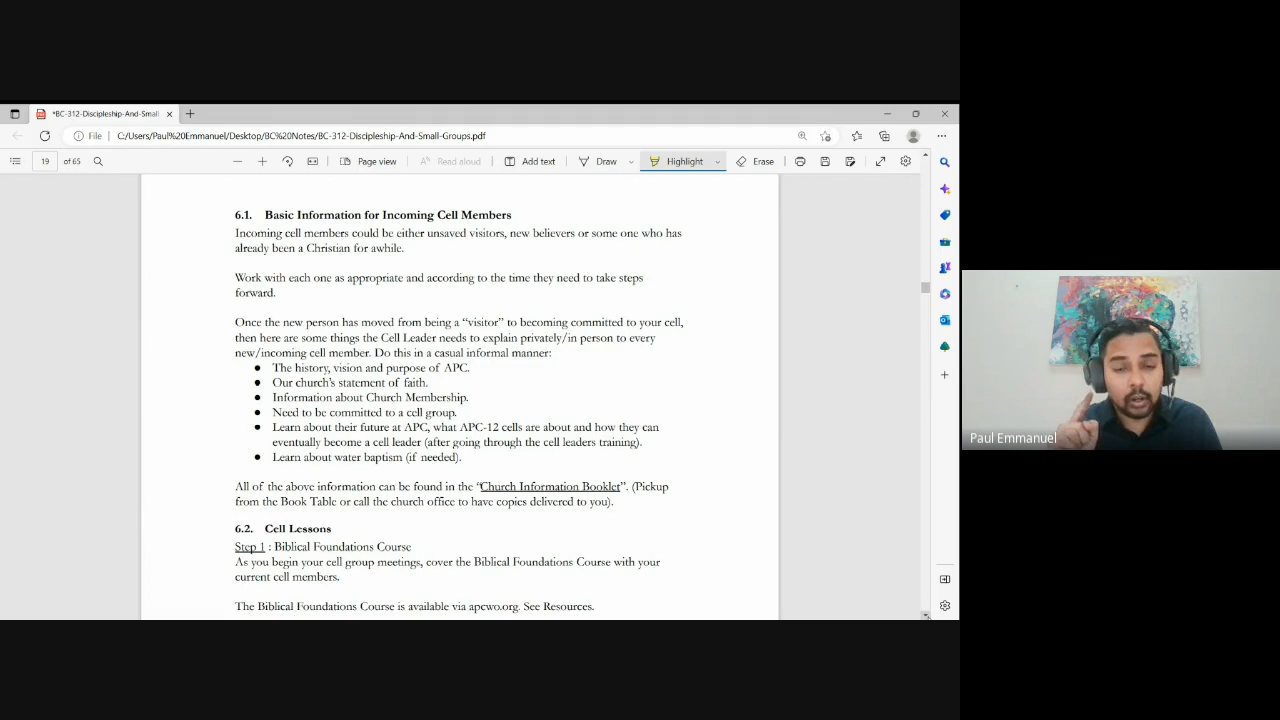 *BC-312-Discipleship-And-Small
File
C:/Users/Paul%20Emmanuel/Desktop/BC%20Notes/BC-312-Discipleship-And-Small-Groups.pdf
19 of 65
Page view
Read aloud
Add text
Draw
Highlight
Erase
6.1. Basic Information for Incoming Cell Members
Incoming cell members could be either unsaved visitors, new believers or some one who has
already been a Christian for awhile.
Work with each one as appropriate and according to the time they need to take steps
forward.
Once the new person has moved from being a “visitor” to becoming committed to your cell,
then here are some things the Cell Leader needs to explain privately/in person to every
new/incoming cell member. Do this in a casual informal manner:
● The history, vision and purpose of APC.
● Our church’s statement of faith.
● Information about Church Membership.
● Need to be committed to a cell group.
● Learn about their future at APC, what APC-12 cells are about and how they can
eventually become a cell leader (after going through the cell leaders training).
● Learn about water baptism (if needed).
All of the above information can be found in the “Church Information Booklet”. (Pickup
from the Book Table or call the church office to have copies delivered to you).
6.2. Cell Lessons
Step 1 : Biblical Foundations Course
As you begin your cell group meetings, cover the Biblical Foundations Course with your
current cell members.
The Biblical Foundations Course is available via apcwo.org. See Resources.
Paul Emmanuel